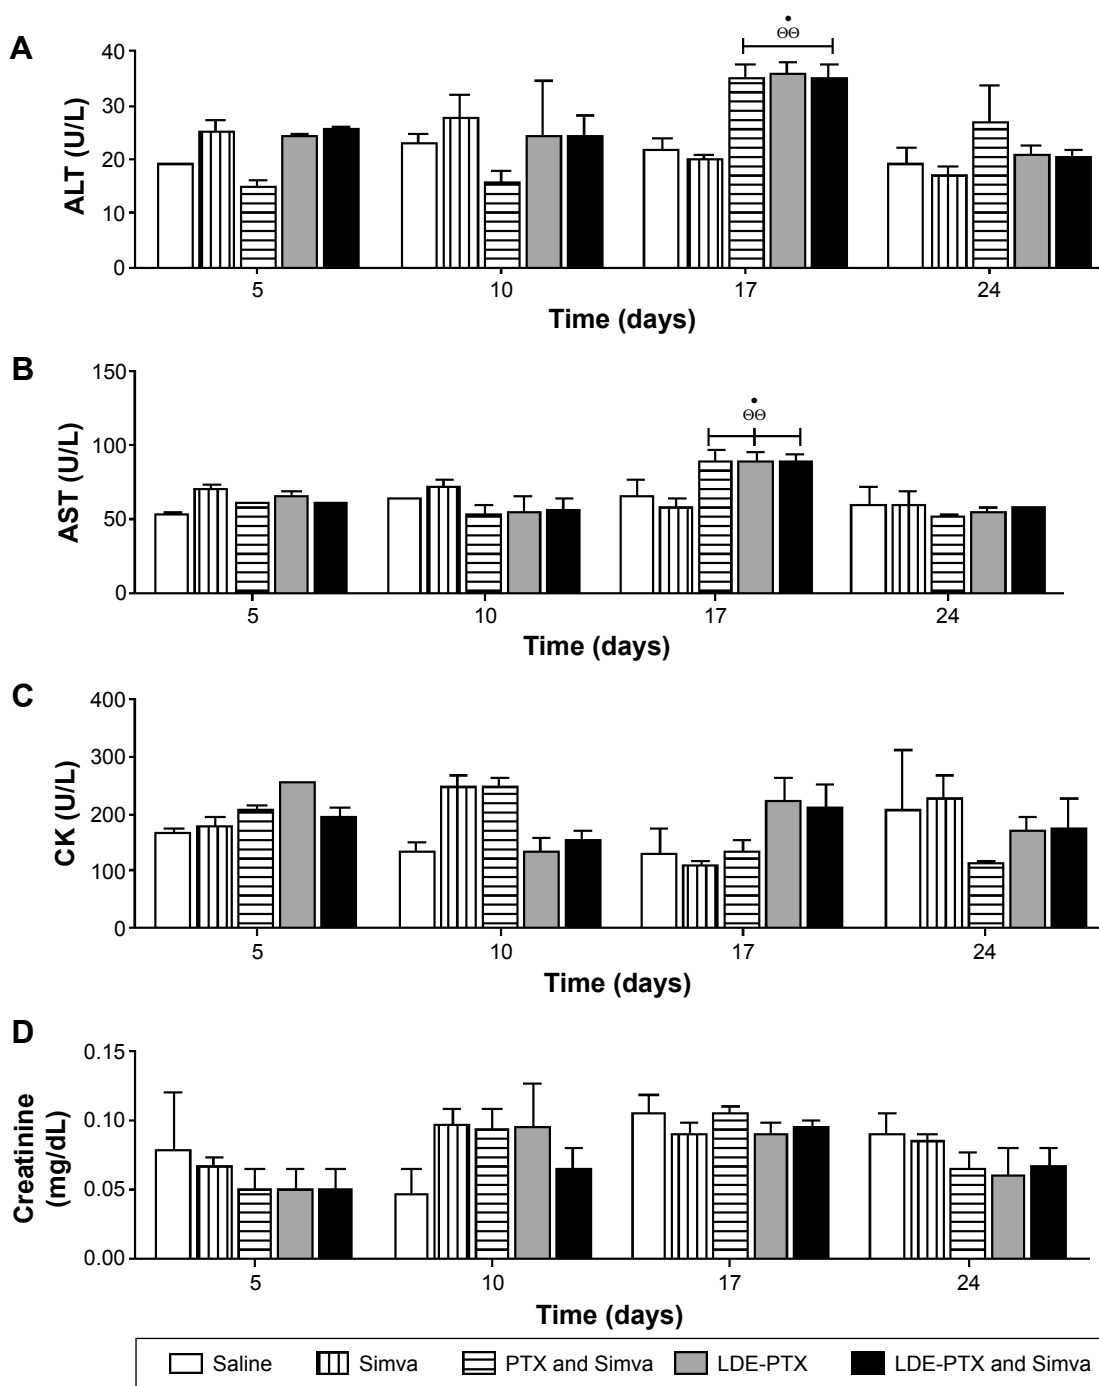 A
ALT (U/L)
40
30
20
10
0
•
ΘΘ
5 10 17 24
Time (days)
B
AST (U/L)
150
100
50
0
•
ΘΘ
5 10 17 24
Time (days)
C
CK (U/L)
400
300
200
100
0
5 10 17 24
Time (days)
D
Creatinine
(mg/dL)
0.15
0.10
0.05
0.00
5 10 17 24
Time (days)
Saline Simva PTX and Simva LDE-PTX LDE-PTX and Simva